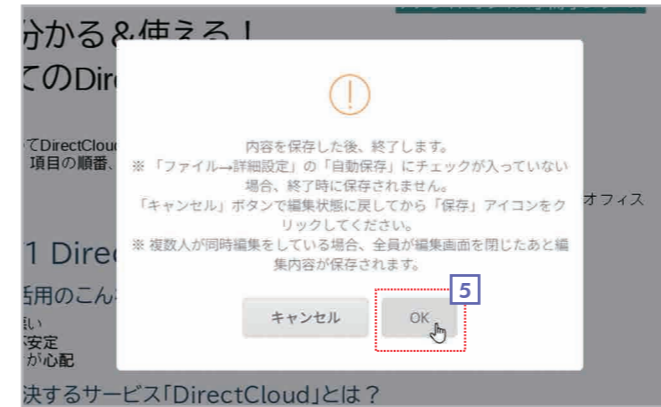 分かる&使える!
てのDir
てDirectClou
項目の順番、
オフィス
内容を保存した後、終了します。
※「ファイル→詳細設定」の「自動保存」にチェックが入っていない
場合、終了時に保存されません。
「キャンセル」ボタンで編集状態に戻してから「保存」アイコンをク
リックしてください。
※ 複数人が同時編集をしている場合、全員が編集画面を閉じたあと編
集内容が保存されます。
1 Direc
活用のこん
5
キャンセル
OK
い
安定
が心配
決するサービス「DirectCloud」とは?